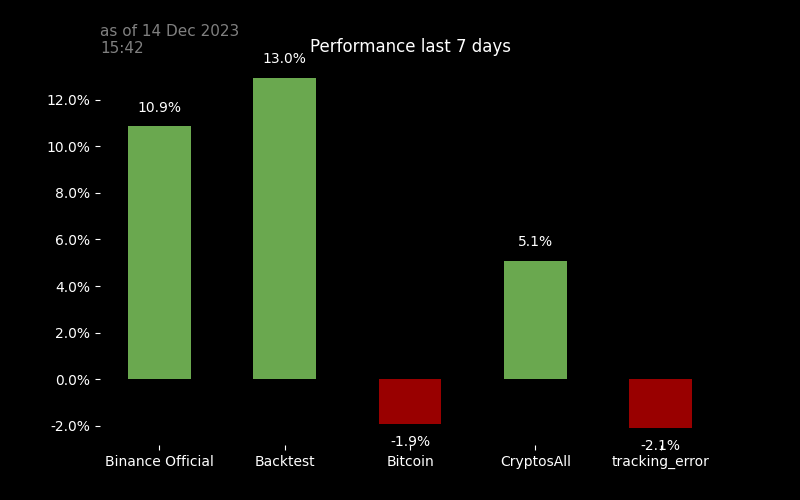 as of 14 Dec 2023
15:42
Performance last 7 days
13.0%
12.0%
10.9%
10.0%
8.0%
6.0%
5.1%
4.0%
2.0%
0.0%
-2.0%
-1.9%
-2.1%
Binance Official
Backtest
Bitcoin
CryptosAll
tracking_error